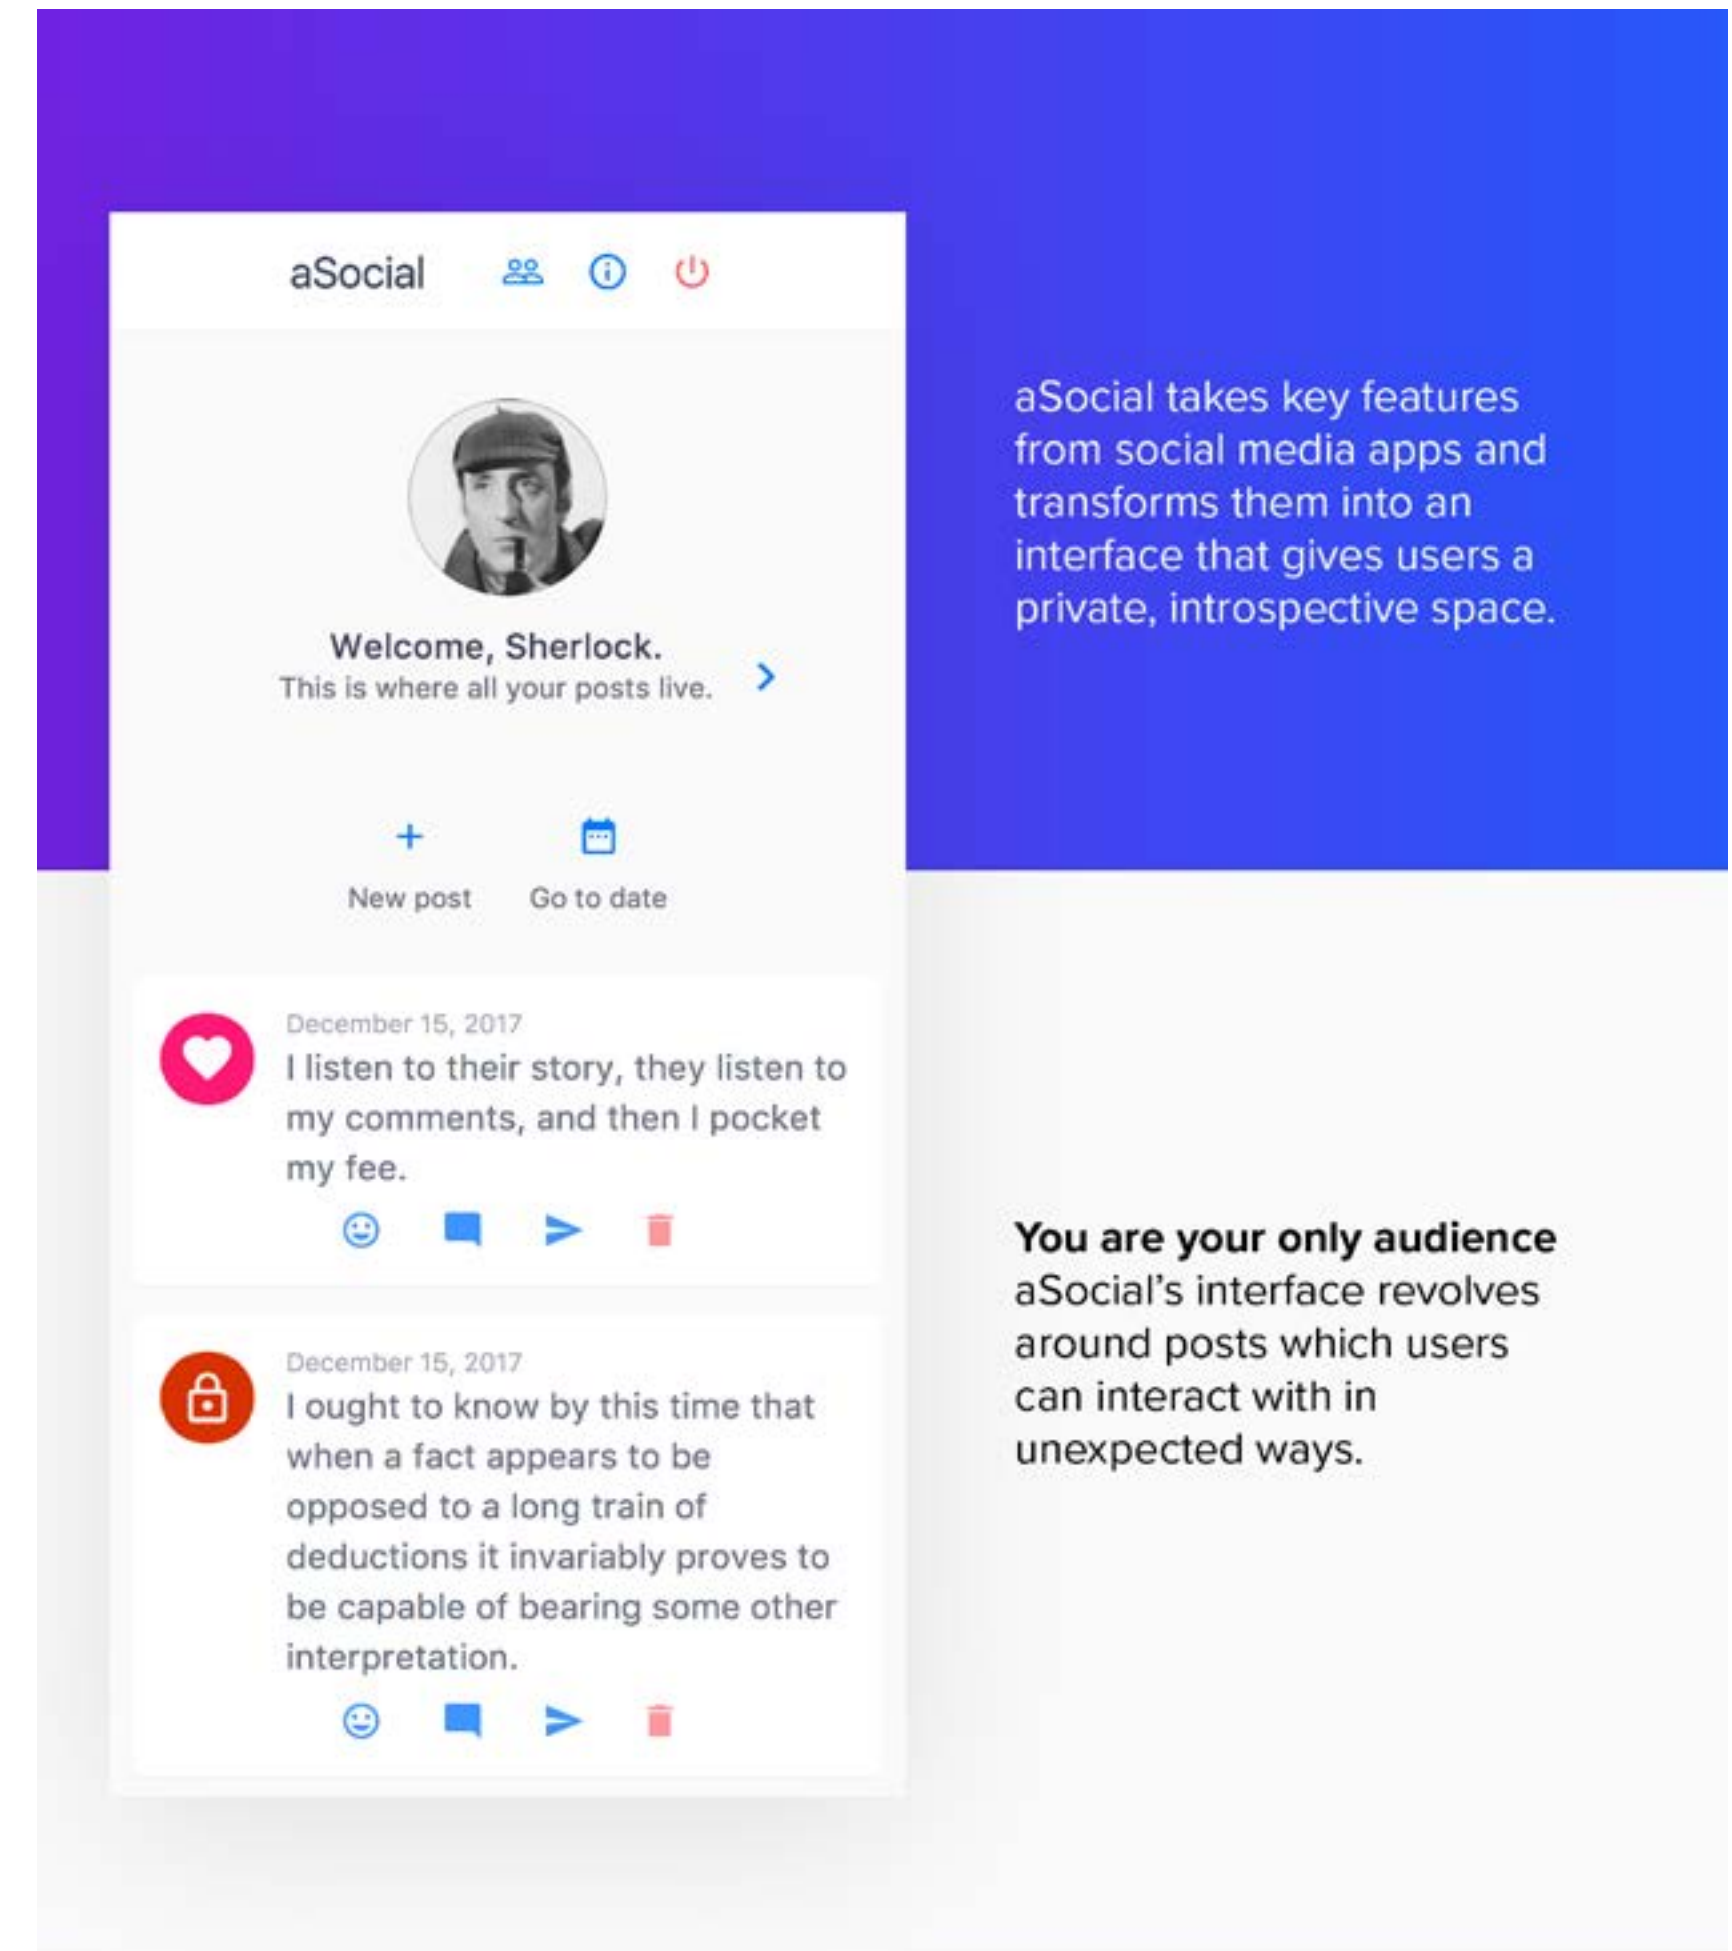 aSocial
Welcome, Sherlock.
This is where all your posts live.
New post
Go to date
December 15, 2017
I listen to their story, they listen to
my comments, and then I pocket
my fee.
December 15, 2017
I ought to know by this time that
when a fact appears to be
opposed to a long train of
deductions it invariably proves to
be capable of bearing some other
interpretation.
aSocial takes key features
from social media apps and
transforms them into an
interface that gives users a
private, introspective space.
You are your only audience
aSocial’s interface revolves
around posts which users
can interact with in
unexpected ways.